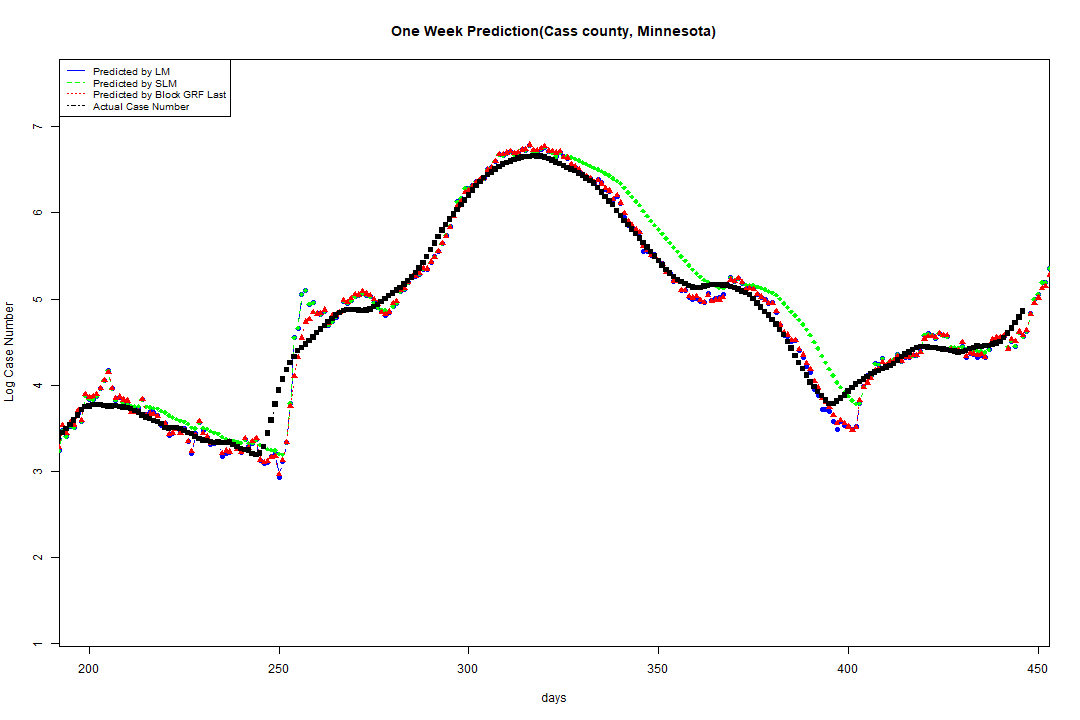 One Week Prediction(Cass county, Minnesota)
Predicted by LM
Predicted by SLM
Predicted by Block GRF Last
Actual Case Number
Log Case Number
7
6
5
4
3
2
1
200 250 300 350 400 450
days